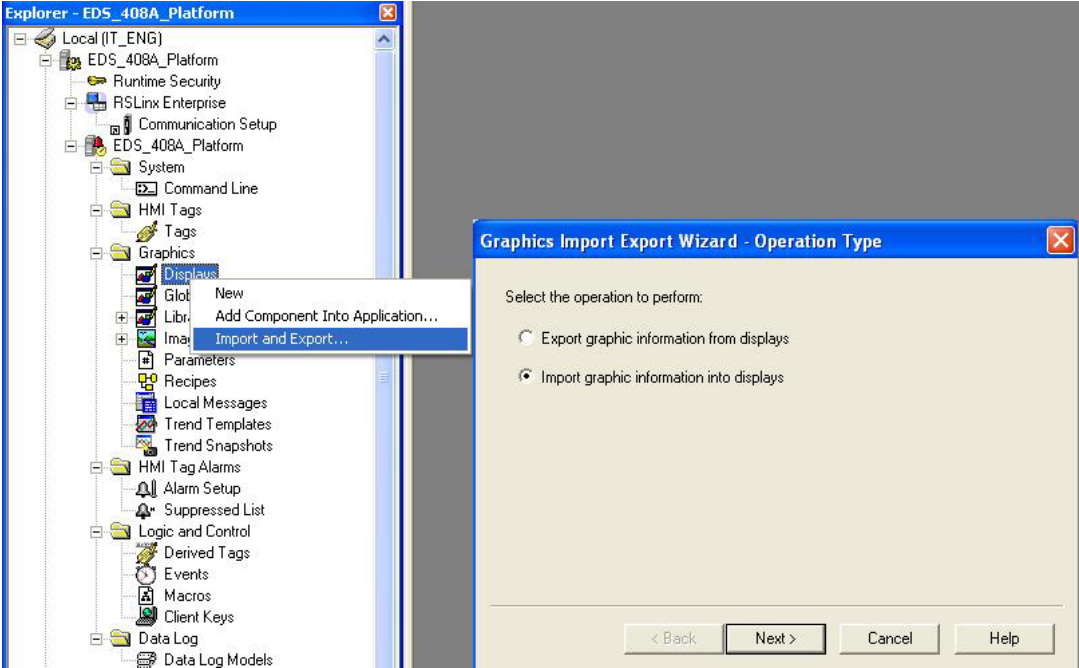 Explorer - EDS_408A_Platform
Local (IT_ENG)
EDS_408A_Platform
Runtime Security
RSLinx Enterprise
Communication Setup
EDS_408A_Platform
System
Command Line
HMI Tags
Tags
Graphics
Displays
New
Add Component Into Application...
Import and Export...
Parameters
Recipes
Local Messages
Trend Templates
Trend Snapshots
HMI Tag Alarms
Alarm Setup
Suppressed List
Logic and Control
Derived Tags
Events
Macros
Client Keys
Data Log
Data Log Models
Graphics Import Export Wizard - Operation Type
Select the operation to perform:
Export graphic information from displays
Import graphic information into displays
< Back
Next >
Cancel
Help